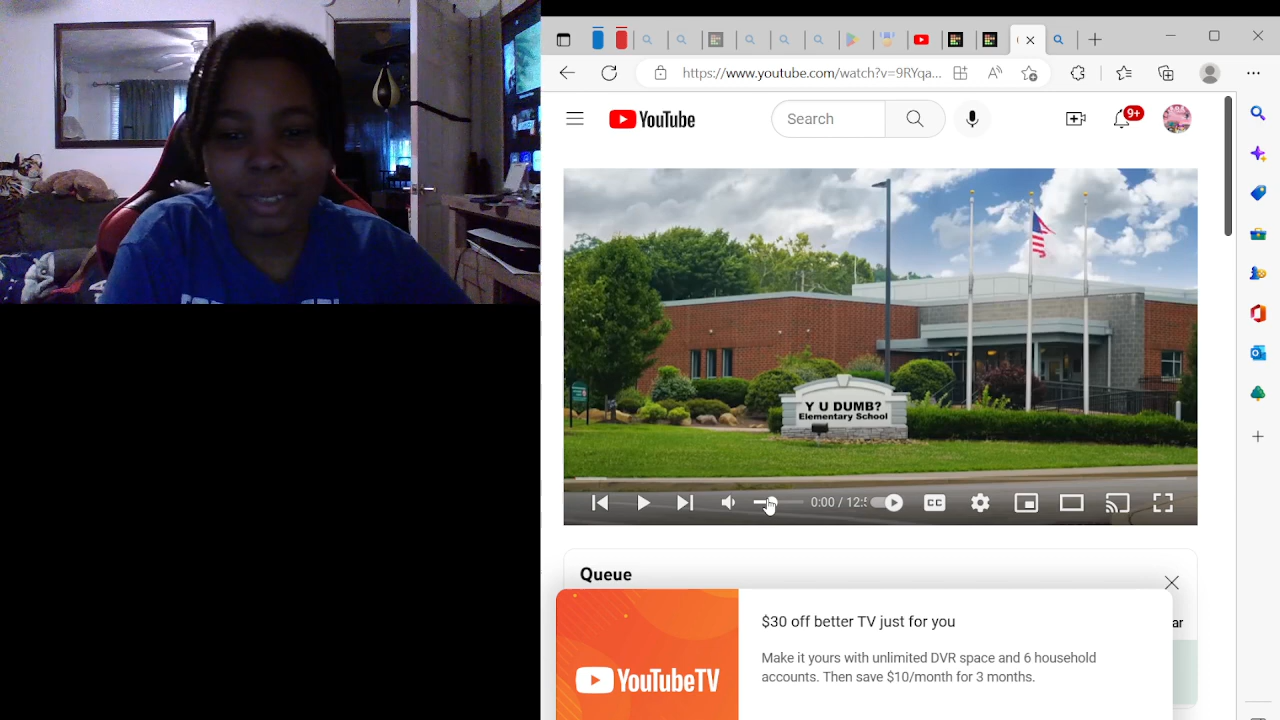 https://www.youtube.com/watch?v=9RYqa...
YouTube
Search
9+
Y U DUMB?
Elementary School
0:00 / 12:5
CC
Queue
$30 off better TV just for you
ar
Make it yours with unlimited DVR space and 6 household
accounts. Then save $10/month for 3 months.
YouTubeTV